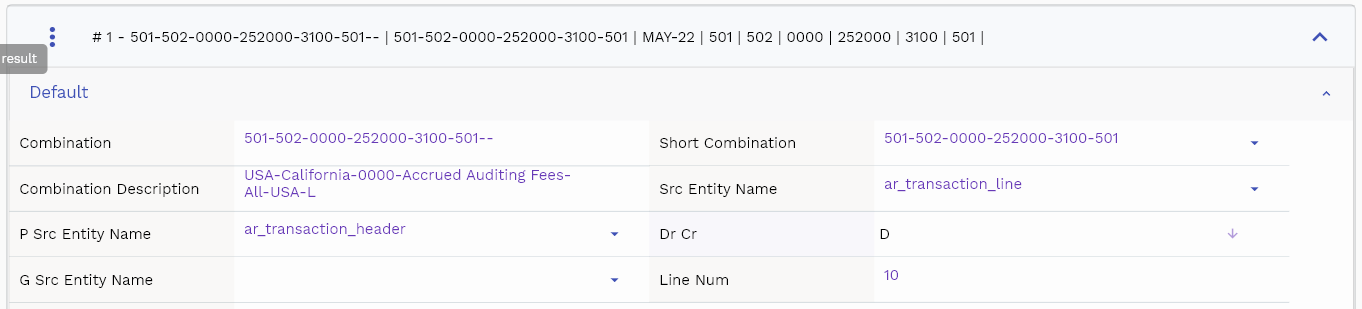 # 1 - 501-502-0000-252000-3100-501-- | 501-502-0000-252000-3100-501 | MAY-22 | 501 | 502 | 0000 | 252000 | 3100 | 501 |
result
Default
Combination 501-502-0000-252000-3100-501-- Short Combination 501-502-0000-252000-3100-501
Combination Description USA-California-0000-Accrued Auditing Fees-
All-USA-L Src Entity Name ar_transaction_line
P Src Entity Name ar_transaction_header Dr Cr D
G Src Entity Name Line Num 10